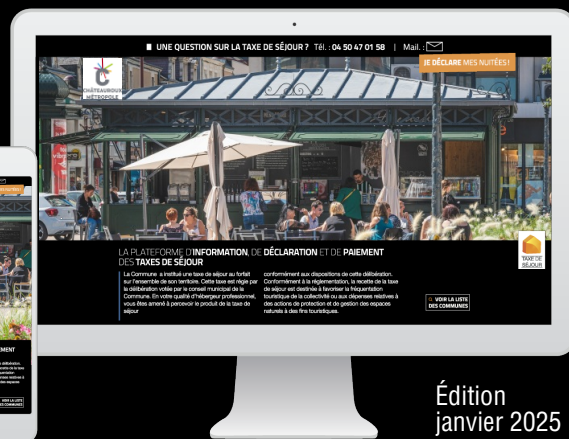 UNE QUESTION SUR LA TAXE DE SÉJOUR ? Tél. : 04 50 47 01 58 | Mail. :
JE DÉCLARE MES NUITÉES !
CHÂTEAUROUX
MÉTROPOLE
LA PLATEFORME D'INFORMATION, DE DÉCLARATION ET DE PAIEMENT
DES TAXES DE SÉJOUR
La Commune a institué une taxe de séjour au forfait
sur l'ensemble de son territoire. Cette taxe est régie par
la délibération votée par le conseil municipal de la
Commune. En votre qualité d'hébergeur professionnel,
vous êtes amené à percevoir le produit de la taxe de
séjour
conformément aux dispositions de cette délibération.
Conformément à la règlementation, la recette de la taxe
de séjour est destinée à favoriser la fréquentation
touristique de la collectivité ou aux dépenses relatives à
des actions de protection et de gestion des espaces
naturels à des fins touristiques.
TAXE DE
SÉJOUR
VOIR LA LISTE
DES COMMUNES
VOIR LA LISTE
DES COMMUNES
Édition
janvier 2025